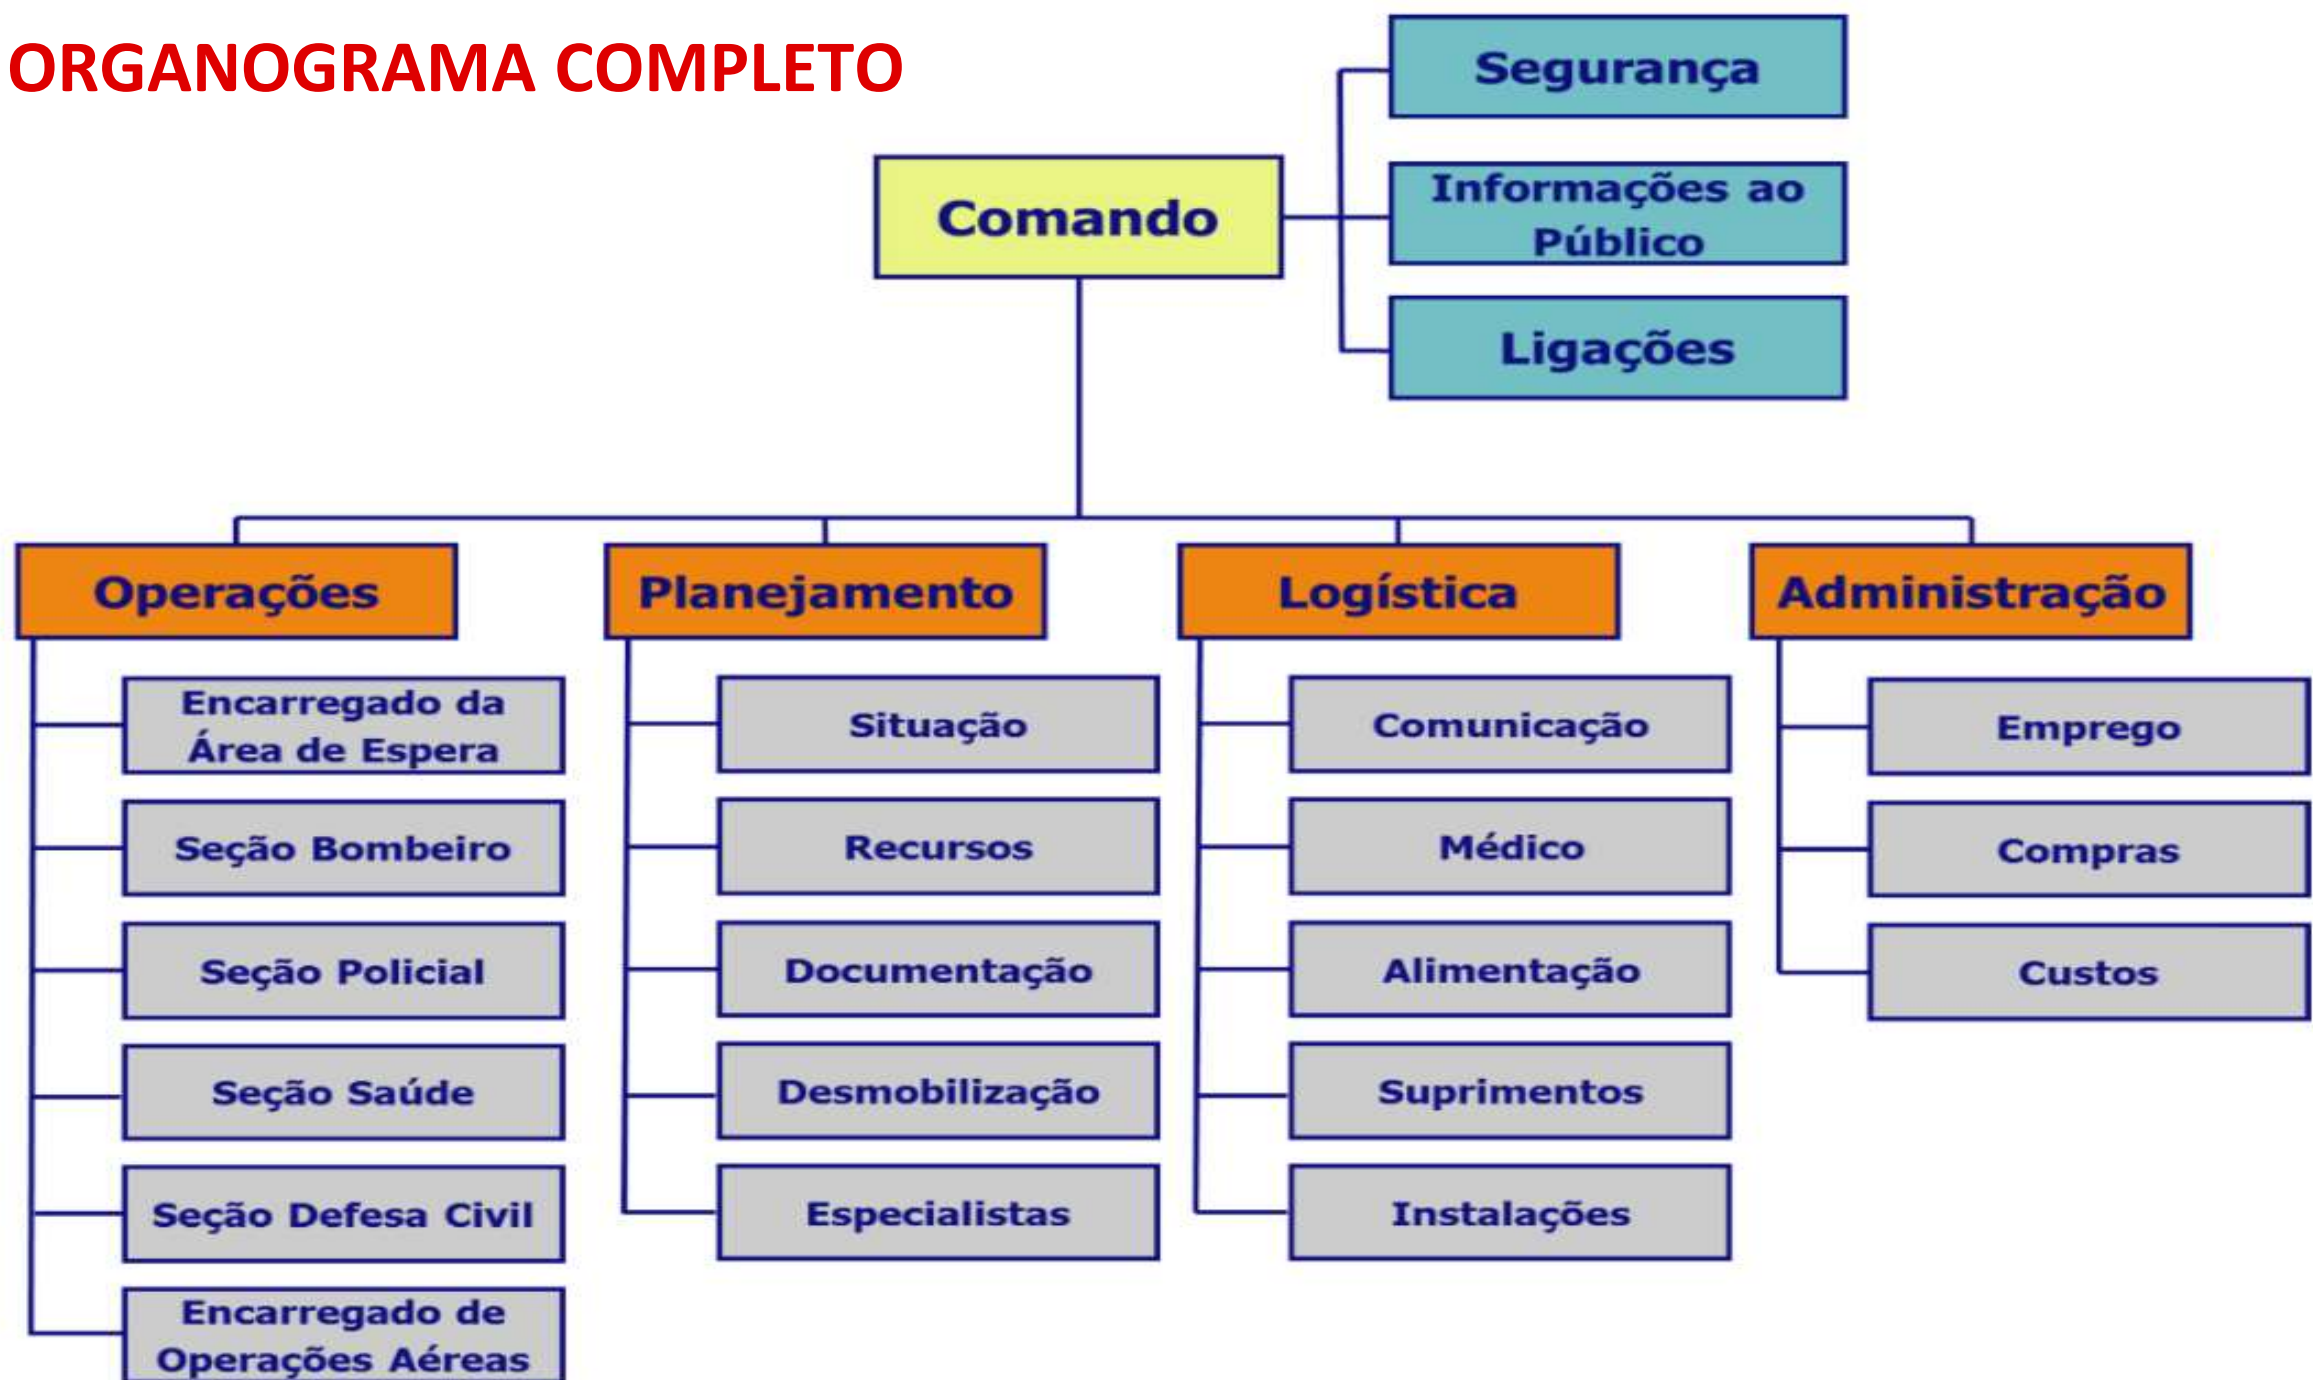 ORGANOGRAMA COMPLETO
Segurança
Informações ao
Público
Ligações
Comando
Operações
Encarregado da
Área de Espera
Seção Bombeiro
Seção Policial
Seção Saúde
Seção Defesa Civil
Encarregado de
Operações Aéreas
Planejamento
Situação
Recursos
Documentação
Desmobilização
Especialistas
Logística
Comunicação
Médico
Alimentação
Suprimentos
Instalações
Administração
Emprego
Compras
Custos